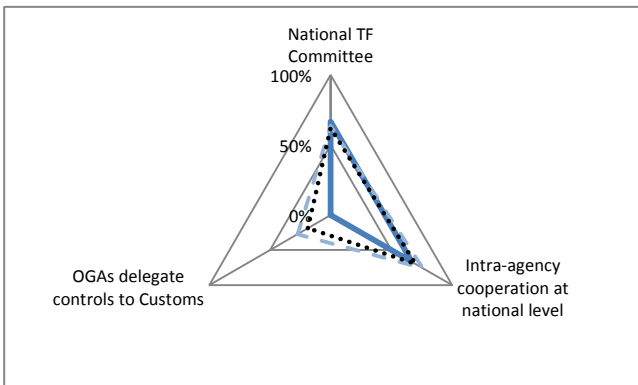 National TF
Committee
100%
50%
0%
OGAs delegate
controls to Customs
Intra-agency
cooperation at
national level